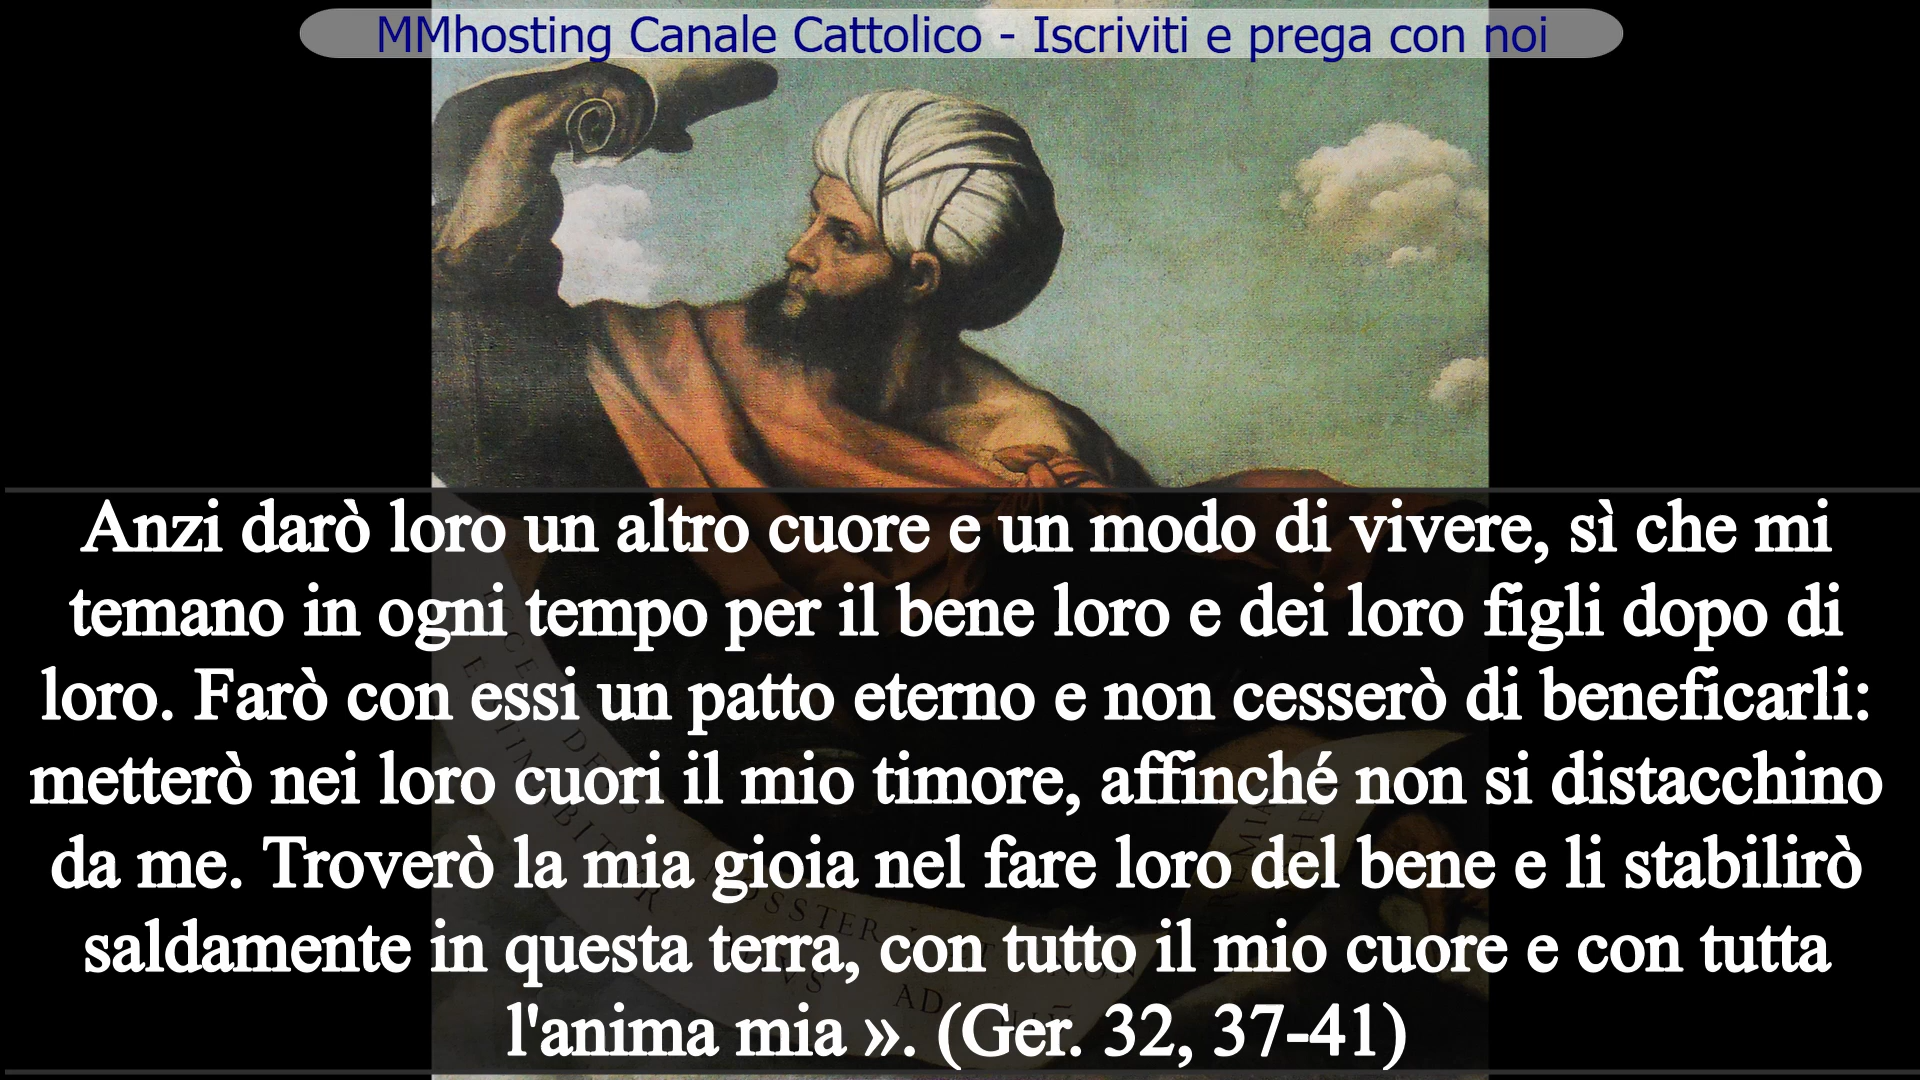 MMhosting Canale Cattolico - Iscriviti e prega con noi
Anzi darò loro un altro cuore e un modo di vivere, sì che mi
temano in ogni tempo per il bene loro e dei loro figli dopo di
loro. Farò con essi un patto eterno e non cesserò di beneficarli:
metterò nei loro cuori il mio timore, affinché non si distacchino
da me. Troverò la mia gioia nel fare loro del bene e li stabilirò
saldamente in questa terra, con tutto il mio cuore e con tutta
l'anima mia ». (Ger. 32, 37-41)
AD